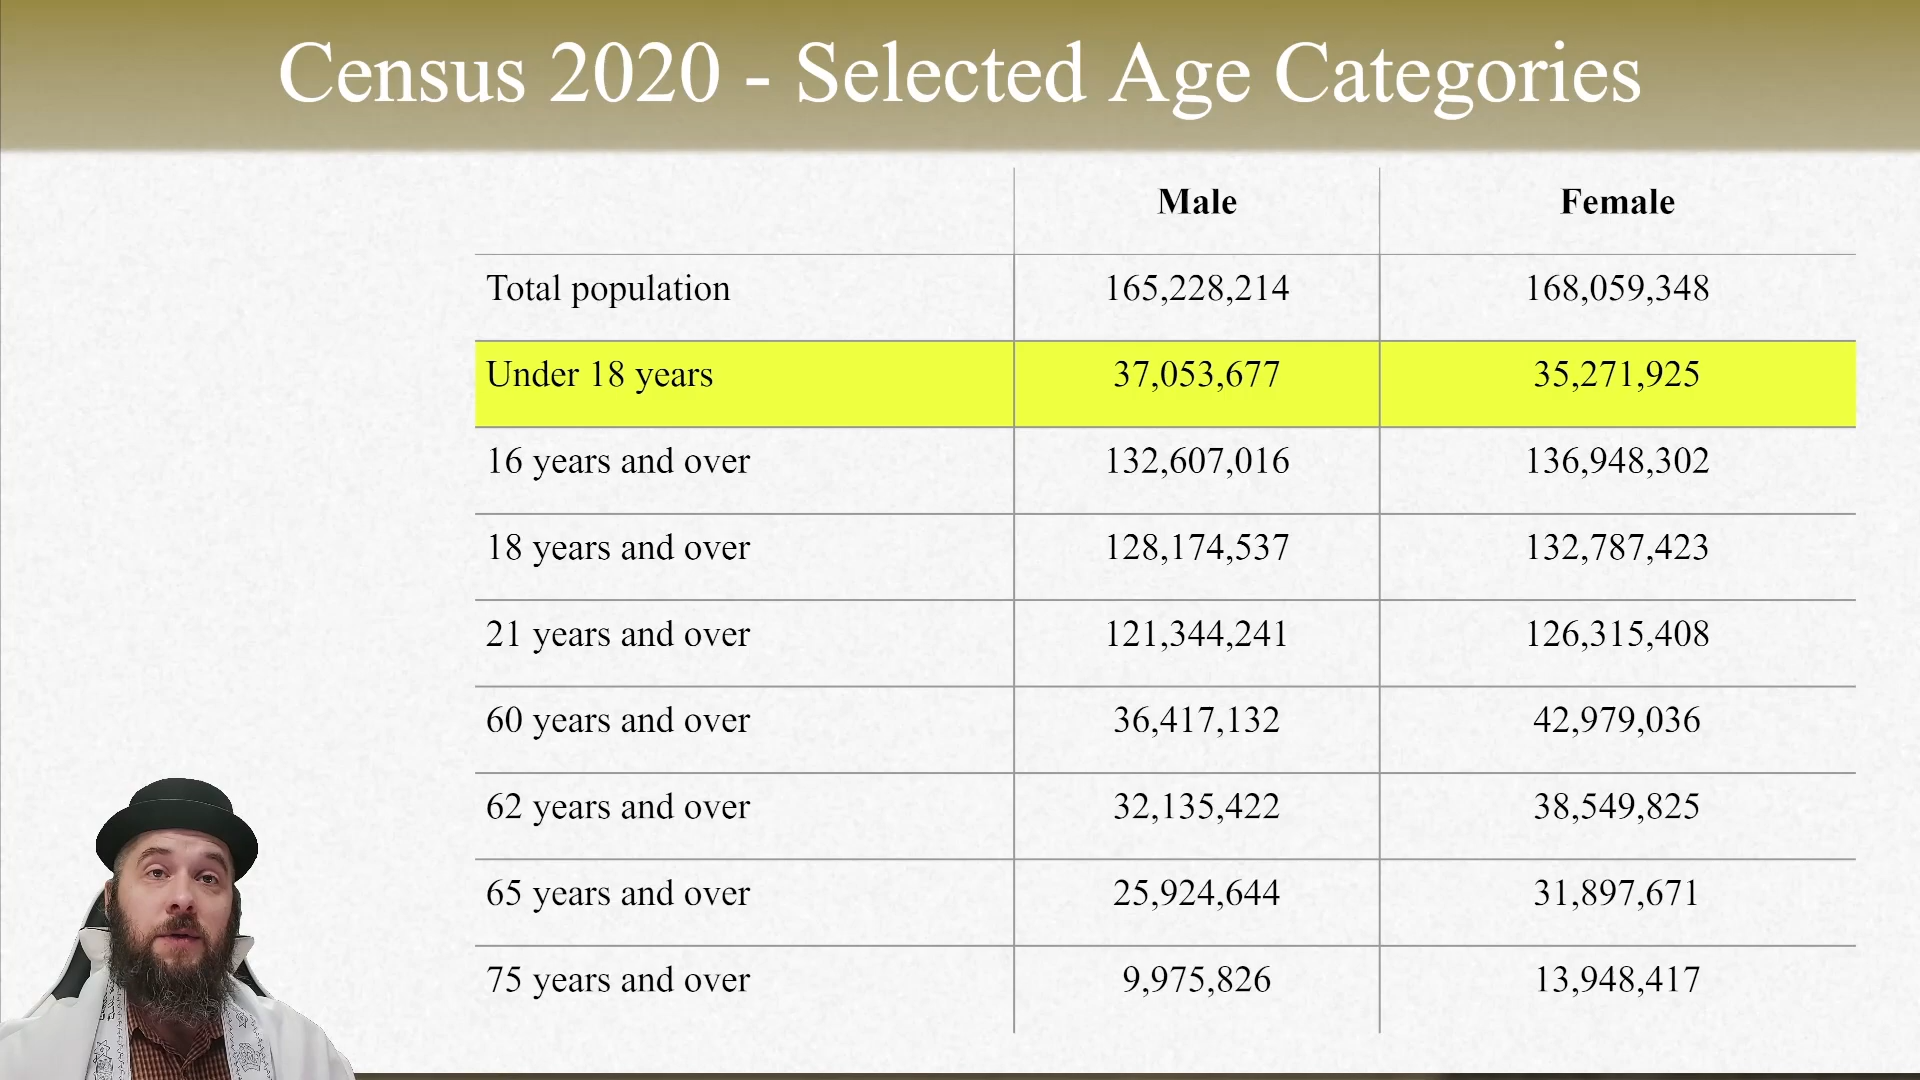 Census 2020 - Selected Age Categories
Male Female
Total population 165,228,214 168,059,348
Under 18 years 37,053,677 35,271,925
16 years and over 132,607,016 136,948,302
18 years and over 128,174,537 132,787,423
21 years and over 121,344,241 126,315,408
60 years and over 36,417,132 42,979,036
62 years and over 32,135,422 38,549,825
65 years and over 25,924,644 31,897,671
75 years and over 9,975,826 13,948,417